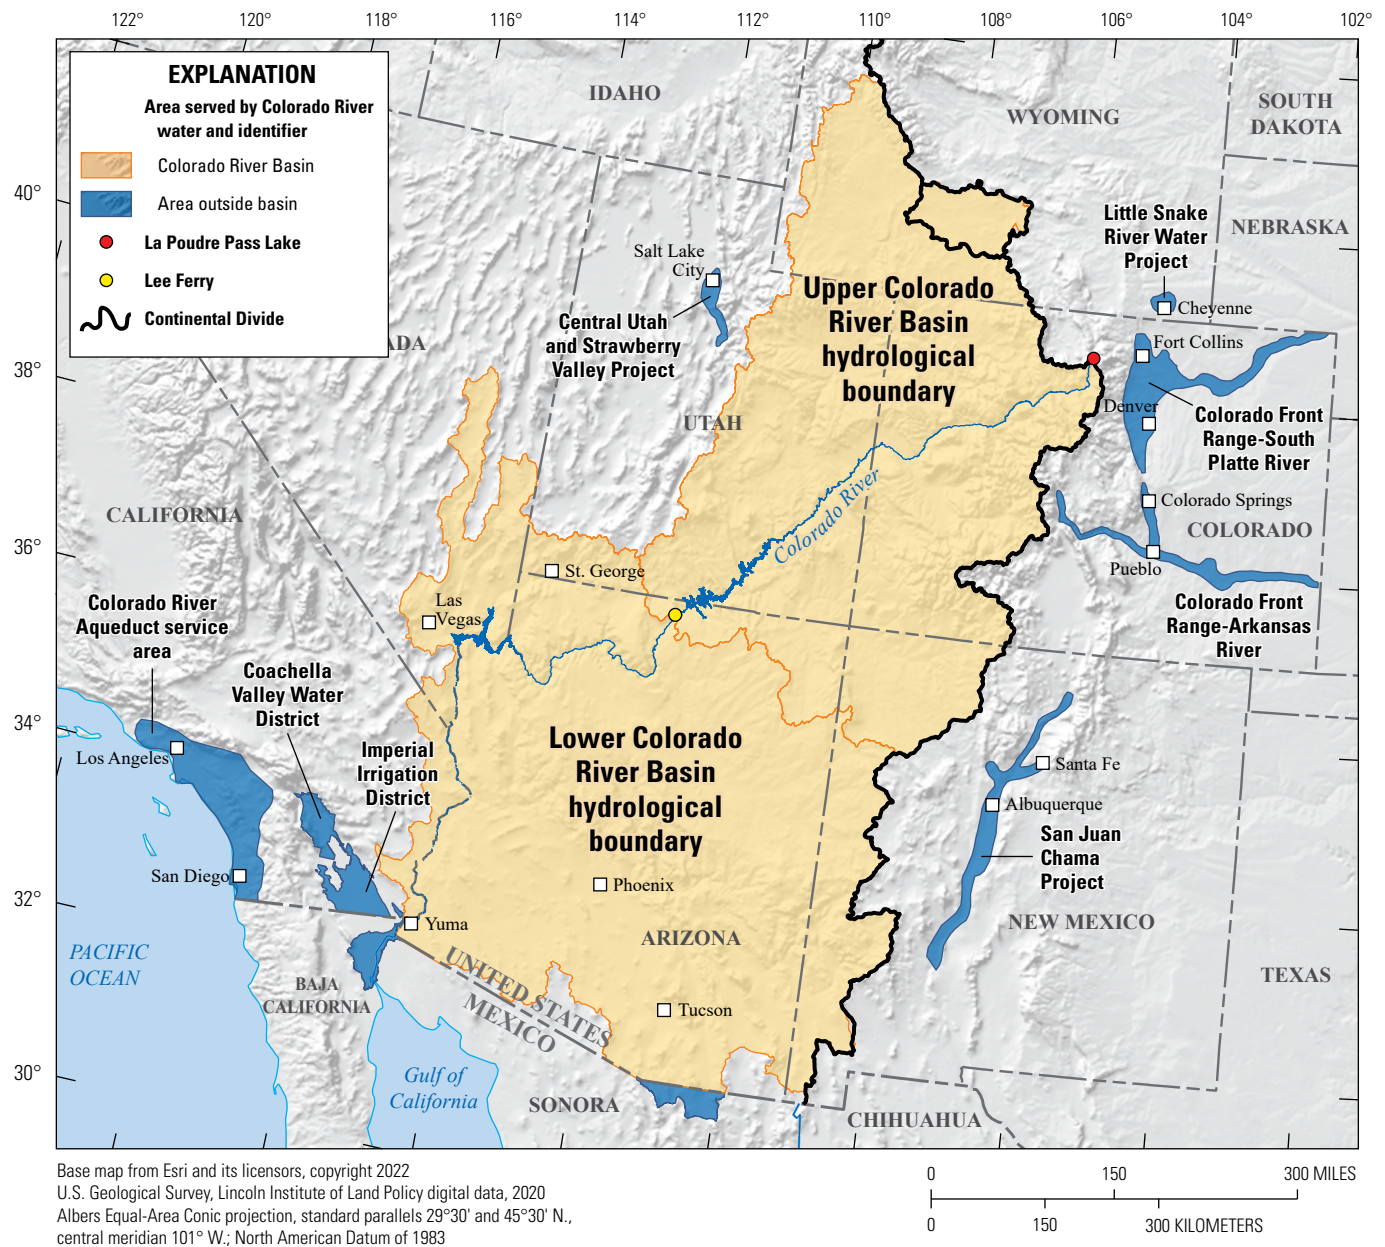 122°
120°
118°
116°
114°
112°
110°
108°
106°
104°
102°
40°
38°
36°
34°
32°
30°
EXPLANATION
Area served by Colorado River
water and identifier
Colorado River Basin
Area outside basin
La Poudre Pass Lake
Lee Ferry
Continental Divide
IDAHO
WYOMING
SOUTH
DAKOTA
NEBRASKA
ADA
UTAH
CALIFORNIA
COLORADO
ARIZONA
NEW MEXICO
TEXAS
BAJA
CALIFORNIA
SONORA
CHIHUAHUA
UNITED STATES
MEXICO
PACIFIC
OCEAN
Gulf of
California
Colorado River
Little Snake
River Water
Project
Cheyenne
Salt Lake
City
Central Utah
and Strawberry
Valley Project
Upper Colorado
River Basin
hydrological
boundary
Fort Collins
Denver
Colorado Front
Range-South
Platte River
Colorado Springs
Pueblo
Colorado Front
Range-Arkansas
River
St. George
Las
Vegas
Colorado River
Aqueduct service
area
Coachella
Valley Water
District
Imperial
Irrigation
District
Los Angeles
San Diego
Lower Colorado
River Basin
hydrological
boundary
Santa Fe
Albuquerque
San Juan
Chama
Project
Phoenix
Yuma
Tucson
Base map from Esri and its licensors, copyright 2022
U.S. Geological Survey, Lincoln Institute of Land Policy digital data, 2020
Albers Equal-Area Conic projection, standard parallels 29°30' and 45°30' N.,
central meridian 101° W.; North American Datum of 1983
0 150 300 MILES
0 150 300 KILOMETERS